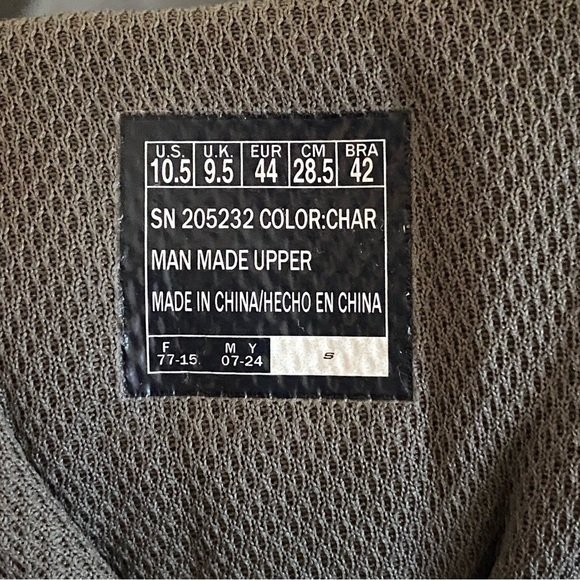 U.S. U.K. EUR CM BRA
10.5 9.5 44 28.5 42
SN 205232 COLOR:CHAR
MAN MADE UPPER
MADE IN CHINA/HECHO EN CHINA
F M Y
77-15 07-24 S